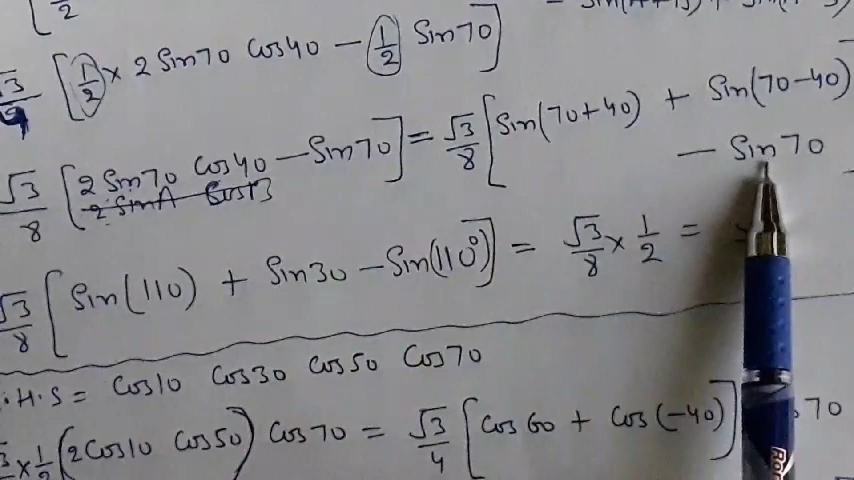 √3/4 [1/2 × 2 Sin70 Cos40 − 1/2 Sin70]
√3/8 [2 Sin70 Cos40 − Sin70] = √3/8 [Sin(70+40) + Sin(70−40)
− Sin70
2 SinA CosB
√3/8 [Sin(110) + Sin30 − Sin(110°)] = √3/8 × 1/2 =
.H.S = Cos10 Cos30 Cos50 Cos70
× 1/2 (2Cos10 Cos50) Cos70 = √3/4 [Cos60 + Cos(−40)] 70